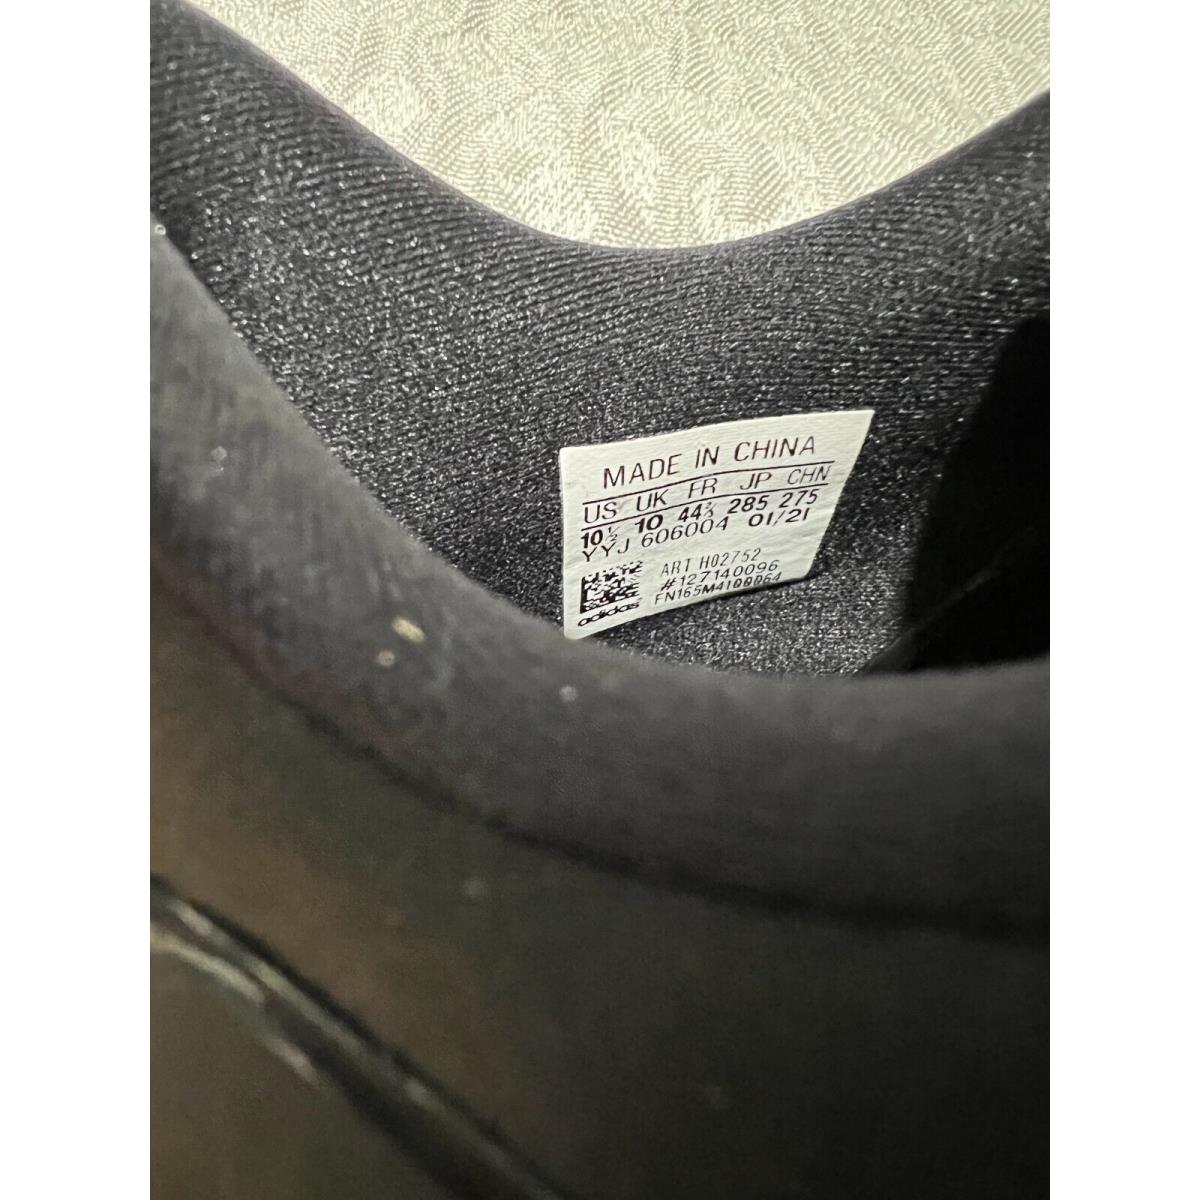 MADE IN CHINA
US UK FR JP CHN
10½ 10 44⅔ 285 275
YYJ 606004 01/21
ART H02752
#127140096
FN165M4100064
adidas